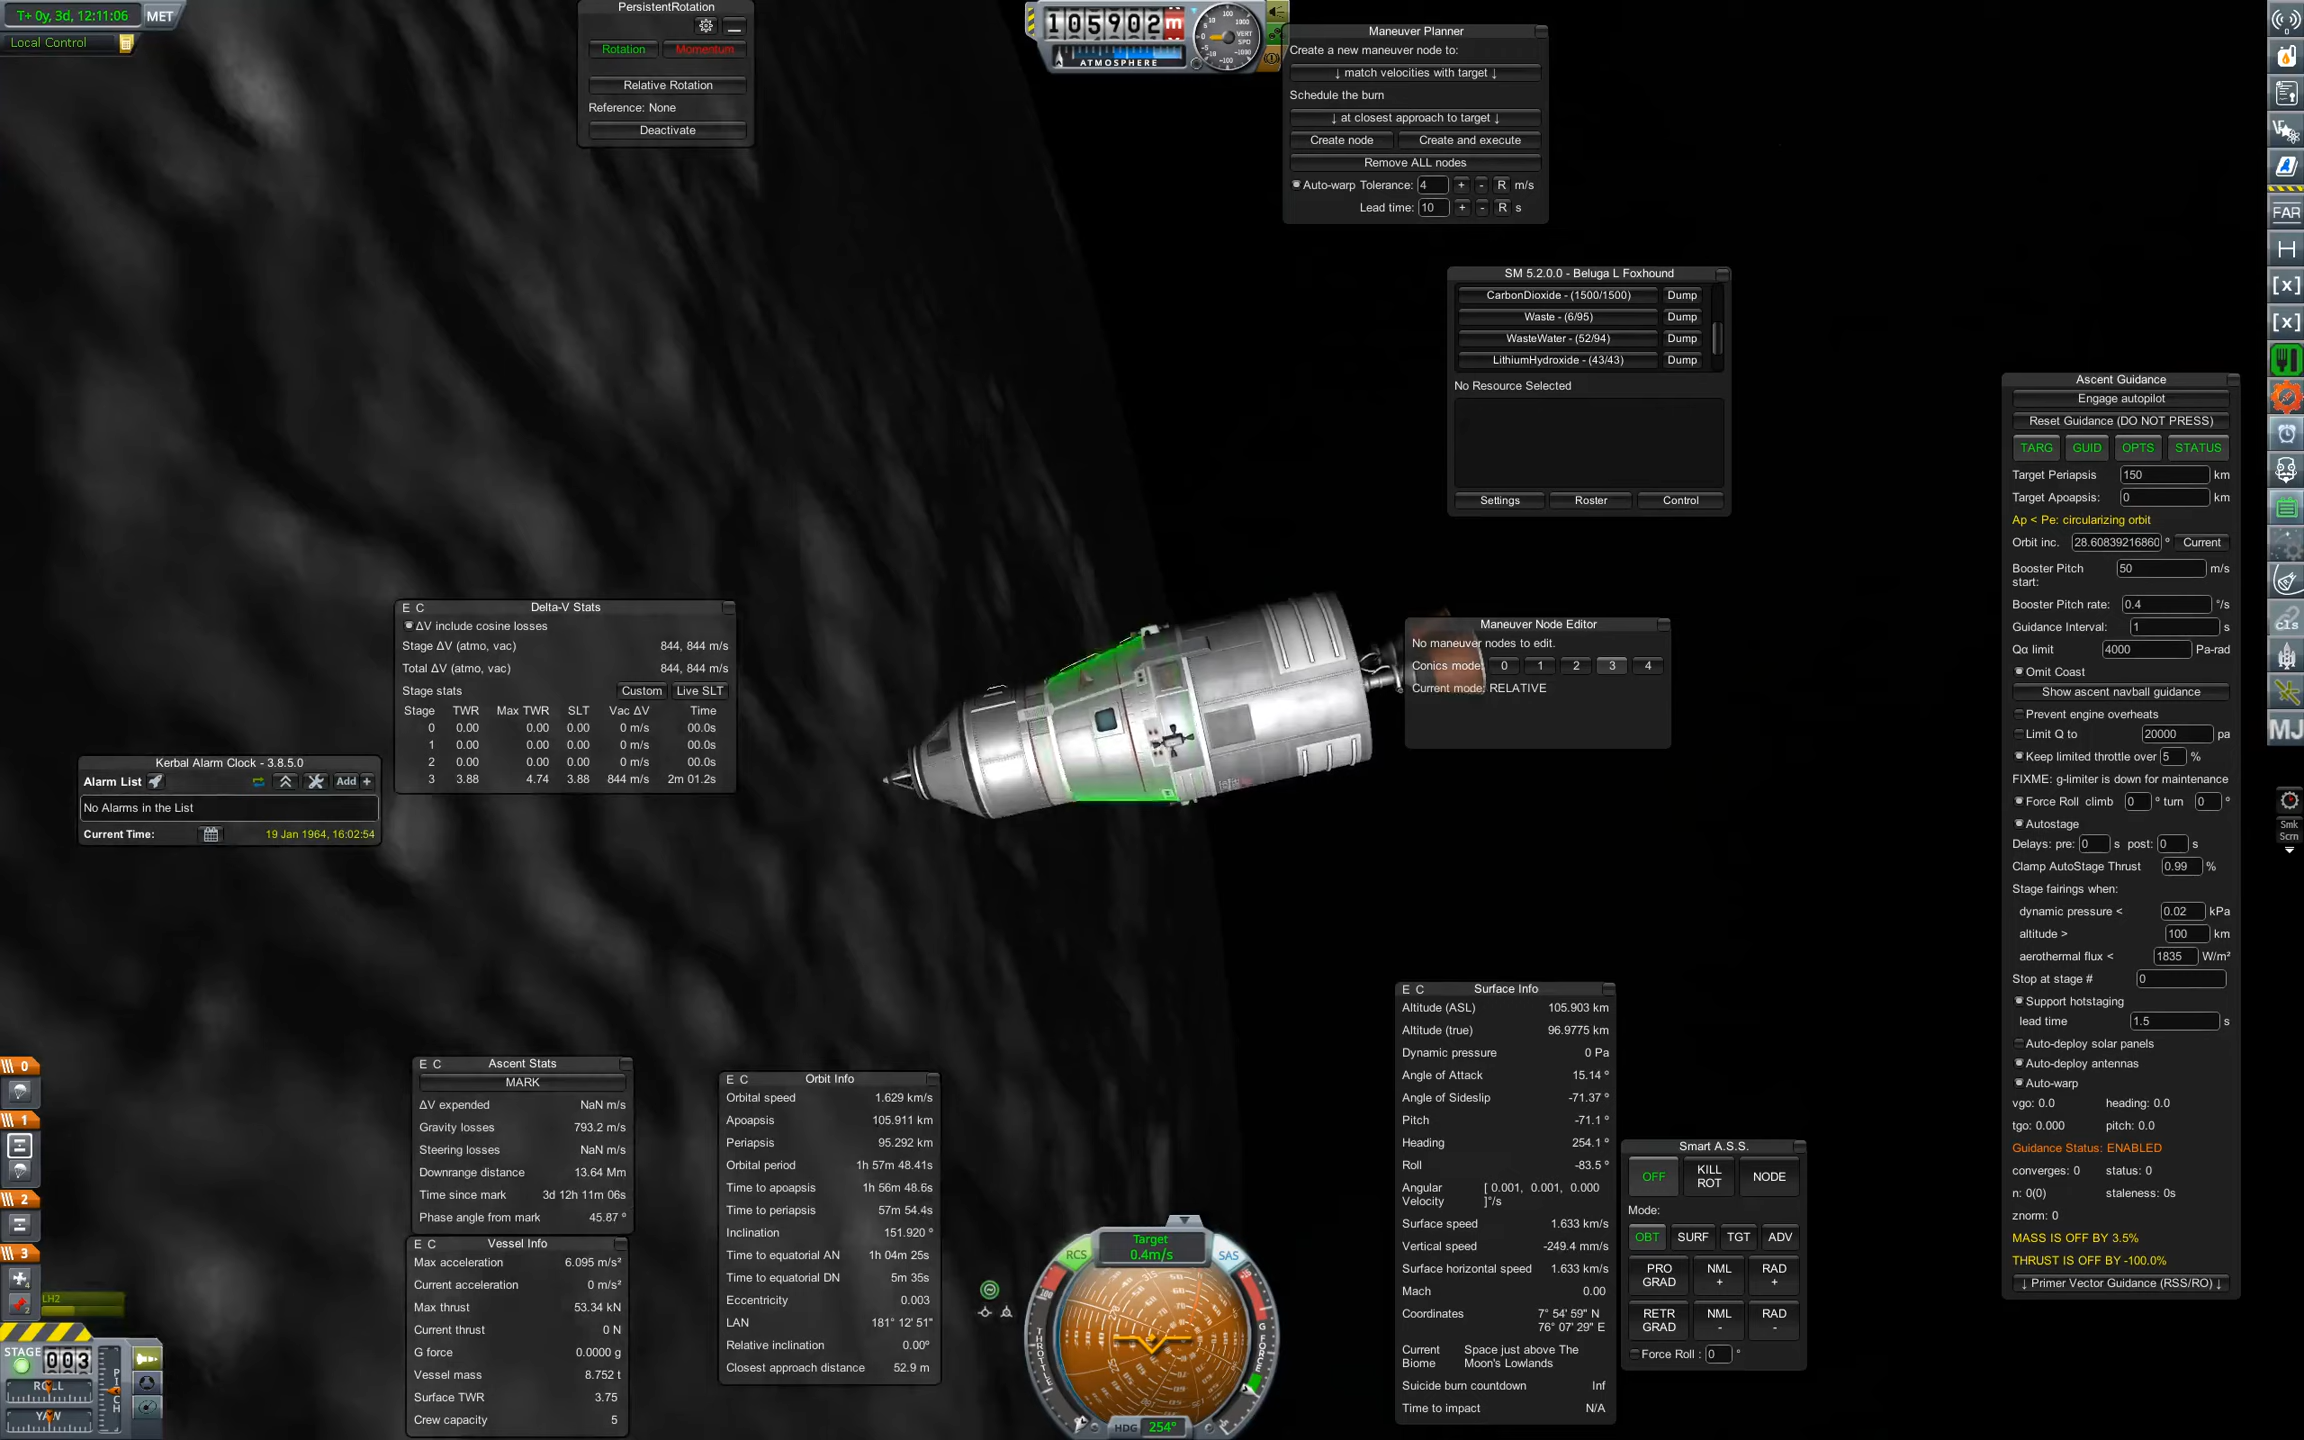 T+ 0y, 3d, 12:11:06 MET
Local Control
PersistentRotation
Rotation Momentum
Relative Rotation
Reference: None
Deactivate
105902 m
ATMOSPHERE
VERT SPD
Maneuver Planner
Create a new maneuver node to:
↓ match velocities with target ↓
Schedule the burn
↓ at closest approach to target ↓
Create node Create and execute
Remove ALL nodes
Auto-warp Tolerance: 4 + - R m/s
Lead time: 10 + - R s
SM 5.2.0.0 - Beluga L Foxhound
CarbonDioxide - (1500/1500) Dump
Waste - (6/95) Dump
WasteWater - (52/94) Dump
LithiumHydroxide - (43/43) Dump
No Resource Selected
Settings Roster Control
Delta-V Stats
E C
ΔV include cosine losses
Stage ΔV (atmo, vac) 844, 844 m/s
Total ΔV (atmo, vac) 844, 844 m/s
Stage stats Custom Live SLT
Stage TWR Max TWR SLT Vac ΔV Time
0 0.00 0.00 0.00 0 m/s 00.0s
1 0.00 0.00 0.00 0 m/s 00.0s
2 0.00 0.00 0.00 0 m/s 00.0s
3 3.88 4.74 3.88 844 m/s 2m 01.2s
Kerbal Alarm Clock - 3.8.5.0
Alarm List Add +
No Alarms in the List
Current Time: 19 Jan 1964, 16:02:54
Maneuver Node Editor
No maneuver nodes to edit.
Conics mode: 0 1 2 3 4
Current mode: RELATIVE
Ascent Guidance
Engage autopilot
Reset Guidance (DO NOT PRESS)
TARG GUID OPTS STATUS
Target Periapsis 150 km
Target Apoapsis: 0 km
Ap < Pe: circularizing orbit
Orbit inc. 28.60839216860 º Current
Booster Pitch start: 50 m/s
Booster Pitch rate: 0.4 °/s
Guidance Interval: 1 s
Qα limit 4000 Pa-rad
Omit Coast
Show ascent navball guidance
Prevent engine overheats
Limit Q to 20000 pa
Keep limited throttle over 5 %
FIXME: g-limiter is down for maintenance
Force Roll climb 0 º turn 0 º
Autostage
Delays: pre: 0 s post: 0 s
Clamp AutoStage Thrust 0.99 %
Stage fairings when:
dynamic pressure < 0.02 kPa
altitude > 100 km
aerothermal flux < 1835 W/m²
Stop at stage # 0
Support hotstaging
lead time 1.5 s
Auto-deploy solar panels
Auto-deploy antennas
Auto-warp
vgo: 0.0 heading: 0.0
tgo: 0.000 pitch: 0.0
Guidance Status: ENABLED
converges: 0 status: 0
n: 0(0) staleness: 0s
znorm: 0
MASS IS OFF BY 3.5%
THRUST IS OFF BY -100.0%
↓ Primer Vector Guidance (RSS/RO) ↓
Ascent Stats
E C
MARK
ΔV expended NaN m/s
Gravity losses 793.2 m/s
Steering losses NaN m/s
Downrange distance 13.64 Mm
Time since mark 3d 12h 11m 06s
Phase angle from mark 45.87 º
Vessel Info
E C
Max acceleration 6.095 m/s²
Current acceleration 0 m/s²
Max thrust 53.34 kN
Current thrust 0 N
G force 0.0000 g
Vessel mass 8.752 t
Surface TWR 3.75
Crew capacity 5
Orbit Info
E C
Orbital speed 1.629 km/s
Apoapsis 105.911 km
Periapsis 95.292 km
Orbital period 1h 57m 48.41s
Time to apoapsis 1h 56m 48.6s
Time to periapsis 57m 54.4s
Inclination 151.920 º
Time to equatorial AN 1h 04m 25s
Time to equatorial DN 5m 35s
Eccentricity 0.003
LAN 181° 12' 51"
Relative inclination 0.00º
Closest approach distance 52.9 m
Surface Info
E C
Altitude (ASL) 105.903 km
Altitude (true) 96.9775 km
Dynamic pressure 0 Pa
Angle of Attack 15.14 º
Angle of Sideslip -71.37 º
Pitch -71.1 º
Heading 254.1 º
Roll -83.5 º
Angular Velocity [ 0.001, 0.001, 0.000 ]°/s
Surface speed 1.633 km/s
Vertical speed -249.4 mm/s
Surface horizontal speed 1.633 km/s
Mach 0.00
Coordinates 7° 54' 59" N
76° 07' 29" E
Current Biome Space just above The Moon's Lowlands
Suicide burn countdown Inf
Time to impact N/A
Smart A.S.S.
OFF KILL ROT NODE
Mode:
OBT SURF TGT ADV
PRO GRAD NML + RAD +
RETR GRAD NML - RAD -
Force Roll : 0 °
Target
0.4m/s
RCS SAS
THROTTLE
G FORCE
HDG 254°
0
1
2
3
LH2
STAGE 003
ROLL
YAW
PITCH
FAR
H
[x]
[x]
cls
MJ
Smk
Scrn